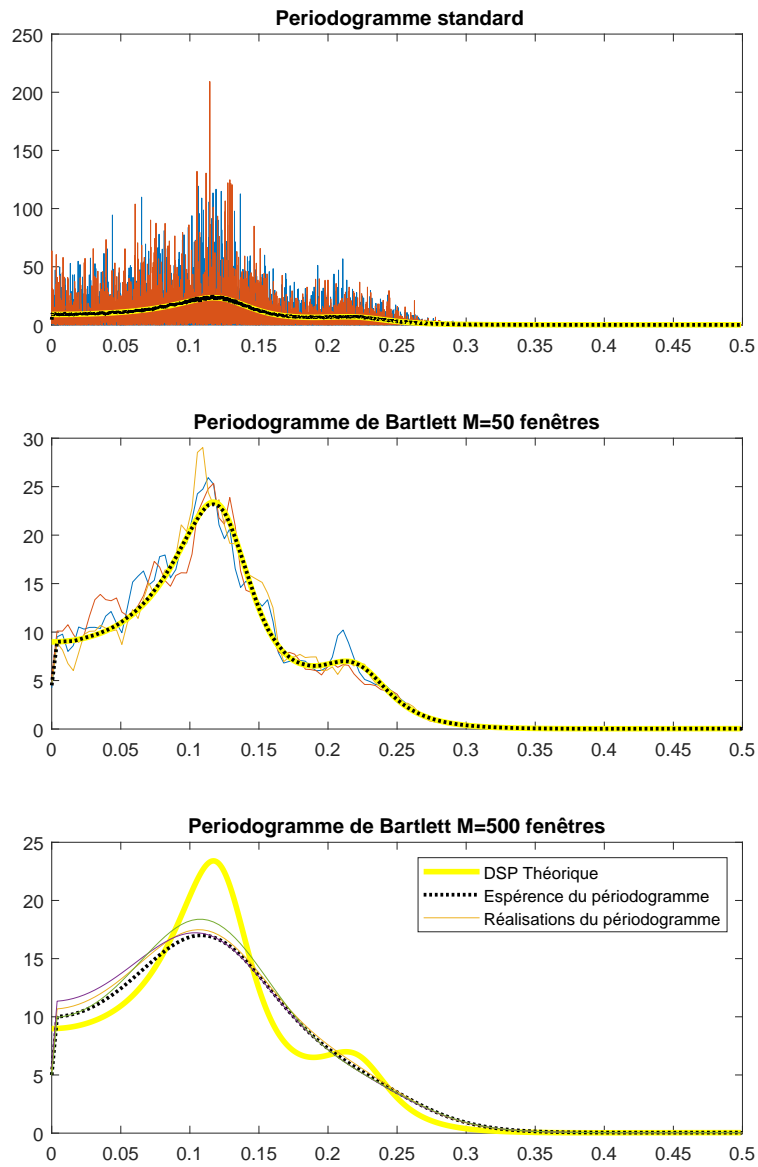 Periodogramme standard
250
200
150
100
50
0
0 0.05 0.1 0.15 0.2 0.25 0.3 0.35 0.4 0.45 0.5
Periodogramme de Bartlett M=50 fenêtres
30
25
20
15
10
5
0
0 0.05 0.1 0.15 0.2 0.25 0.3 0.35 0.4 0.45 0.5
Periodogramme de Bartlett M=500 fenêtres
25
20
15
10
5
0
DSP Théorique
Espérence du périodogramme
Réalisations du périodogramme
0 0.05 0.1 0.15 0.2 0.25 0.3 0.35 0.4 0.45 0.5